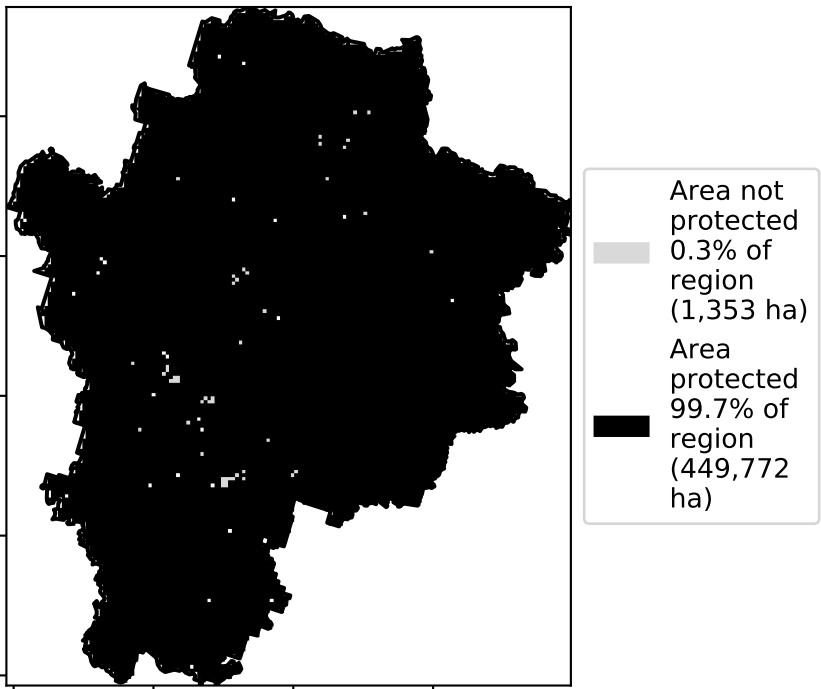 Area not
protected
0.3% of
region
(1,353 ha)
Area
protected
99.7% of
region
(449,772
ha)